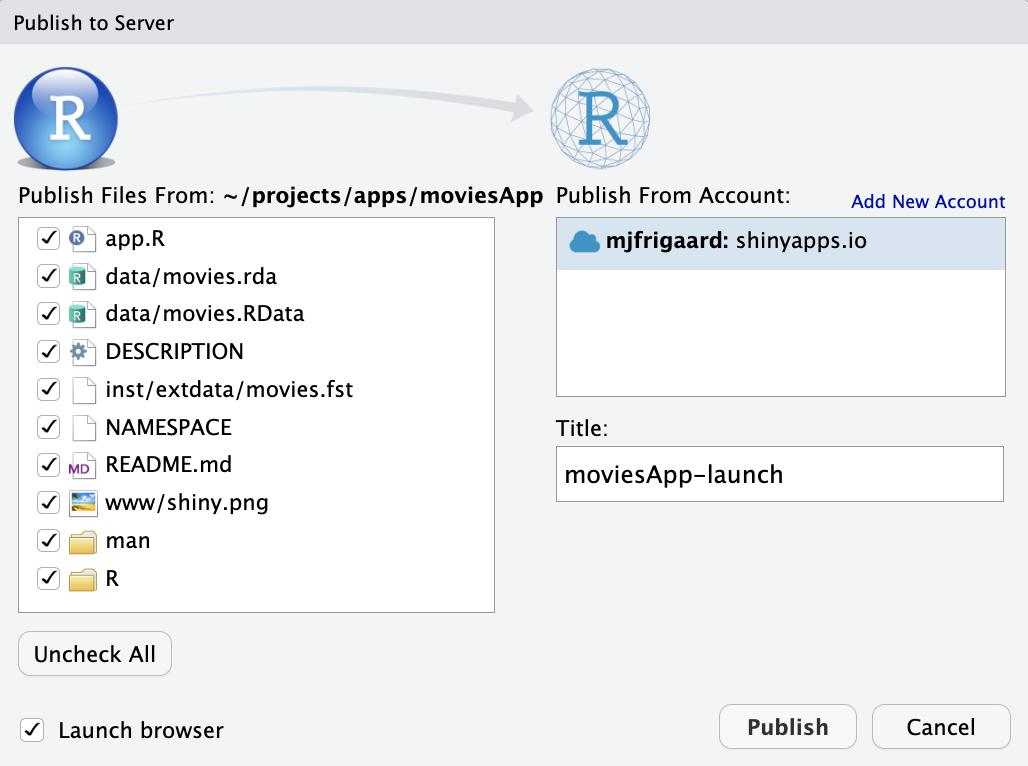 Publish to Server
R
R
Publish Files From: ~/projects/apps/moviesApp
Publish From Account:
Add New Account
R app.R
R data/movies.rda
R data/movies.RData
DESCRIPTION
inst/extdata/movies.fst
NAMESPACE
MD README.md
www/shiny.png
man
R
mjfrigaard: shinyapps.io
Title:
moviesApp-launch
Uncheck All
Launch browser
Publish
Cancel